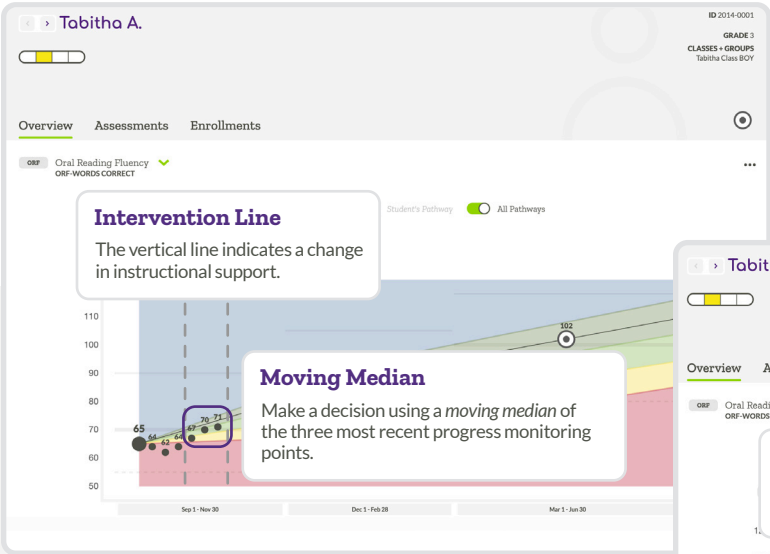 Tabitha A.
ID 2014-0001
GRADE 3
CLASSES + GROUPS
Tabitha Class BOY
Overview Assessments Enrollments
ORF Oral Reading Fluency
ORF-WORDS CORRECT
Intervention Line
The vertical line indicates a change
in instructional support.
Student's Pathway All Pathways
110
100
90
80
70
60
50
65
64
62
64
67
70
71
102
Moving Median
Make a decision using a moving median of
the three most recent progress monitoring
points.
Sep 1 - Nov 30
Dec 1 - Feb 28
Mar 1 - Jun 30
Tabit
Overview A
ORF Oral Readi
ORF-WORDS